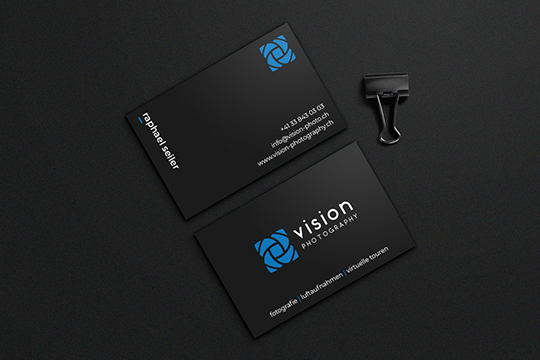 raphael seiler
+41 33 843 03 03
info@vision-photo.ch
www.vision-photography.ch
vision
PHOTOGRAPHY
fotografie | luftaufnahmen | virtuelle touren